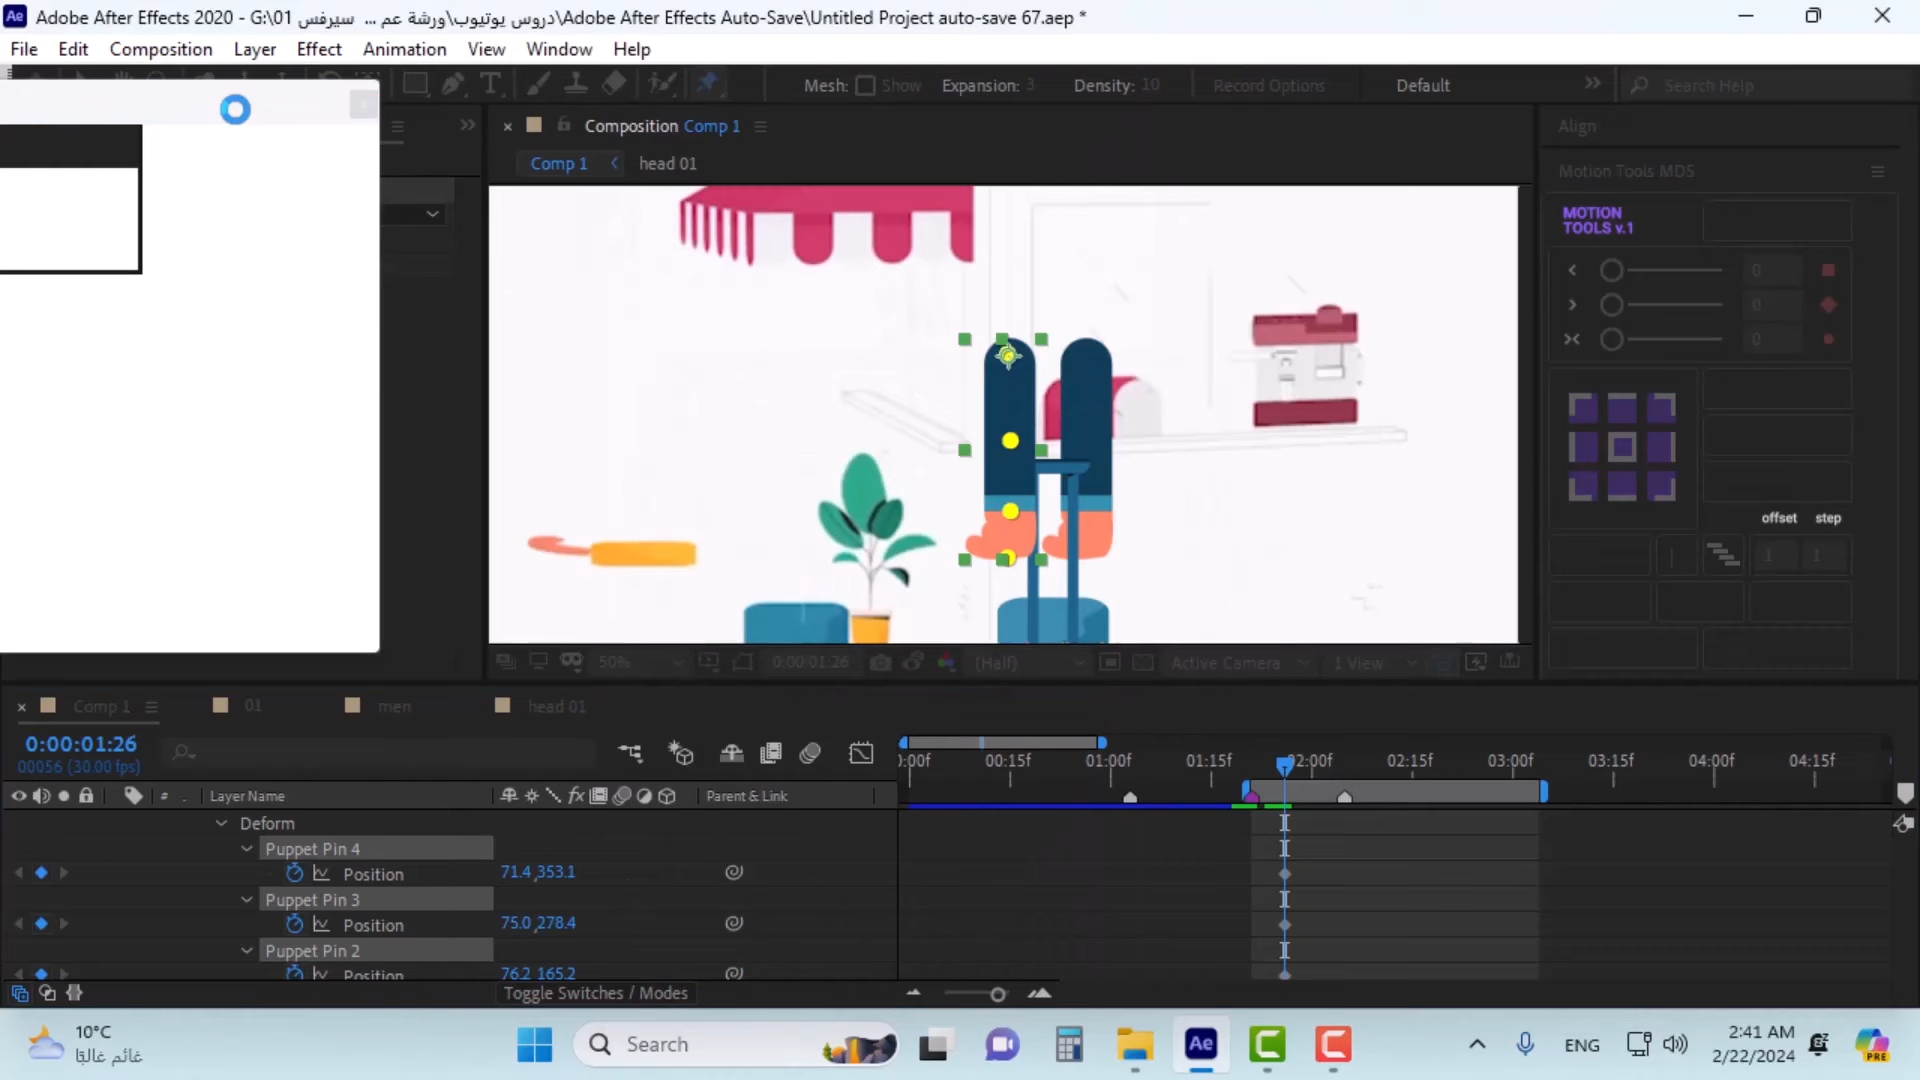 Adobe After Effects 2020 - G:\01 دروس يوتيوب\ورشة عم ... سيرفس\Adobe After Effects Auto-Save\Untitled Project auto-save 67.aep *
File Edit Composition Layer Effect Animation View Window Help
Mesh: Show Expansion: 3 Density: 10 Record Options Default Search Help
Composition Comp 1
Comp 1 head 01
Align
Motion Tools MDS
MOTION
TOOLS v.1
0
0
0
offset step
1 1
50% 0:00:01:26 (Half) Active Camera 1 View
Comp 1 01 men head 01
0:00:01:26
00056 (30.00 fps)
0:00f 00:15f 01:00f 01:15f 02:00f 02:15f 03:00f 03:15f 04:00f 04:15f
# Layer Name fx Parent & Link
Deform
Puppet Pin 4
Position 71.4,353.1
Puppet Pin 3
Position 75.0,278.4
Puppet Pin 2
Position 76.2,165.2
Toggle Switches / Modes
10°C
غائم غالبًا
Search
Ae
ENG
2:41 AM
2/22/2024
PRE